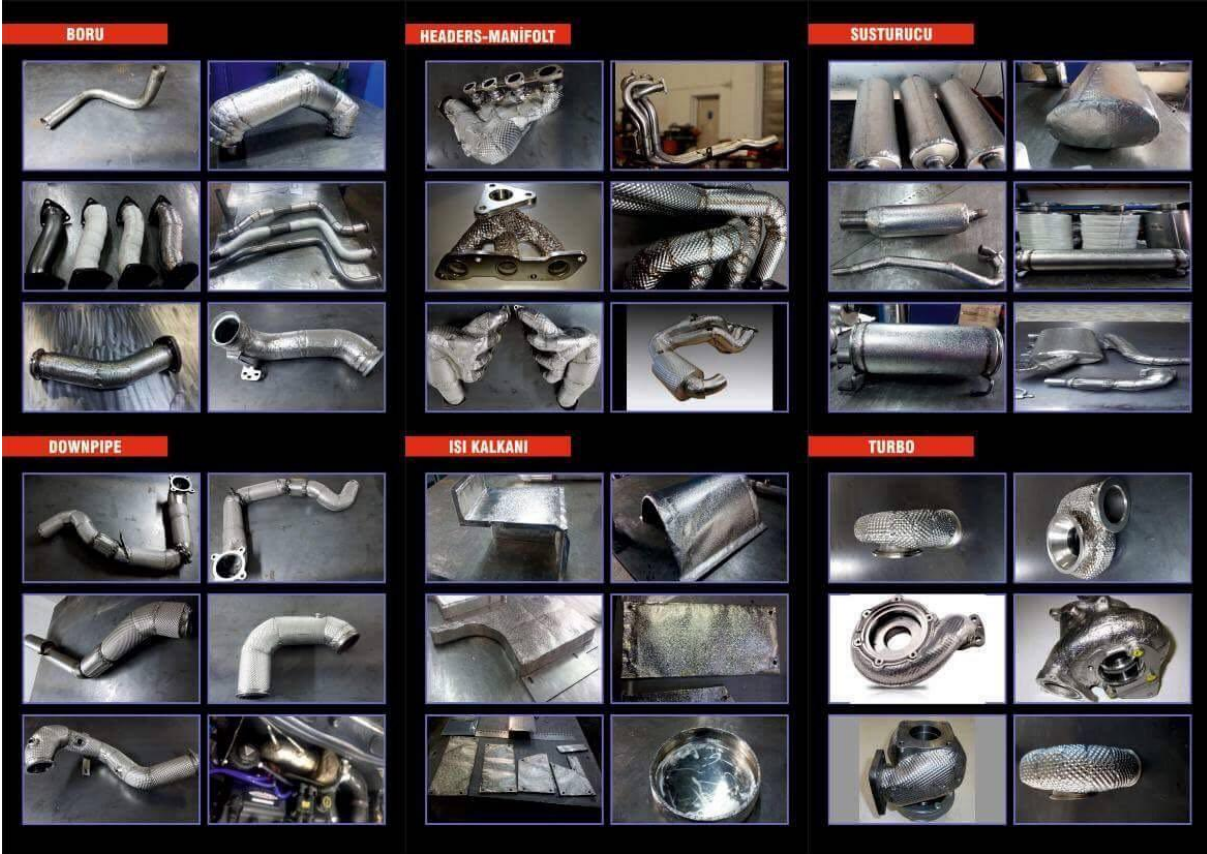 BORU
HEADERS-MANİFOLT
SUSTURUCU
DOWNPIPE
ISI KALKANI
TURBO